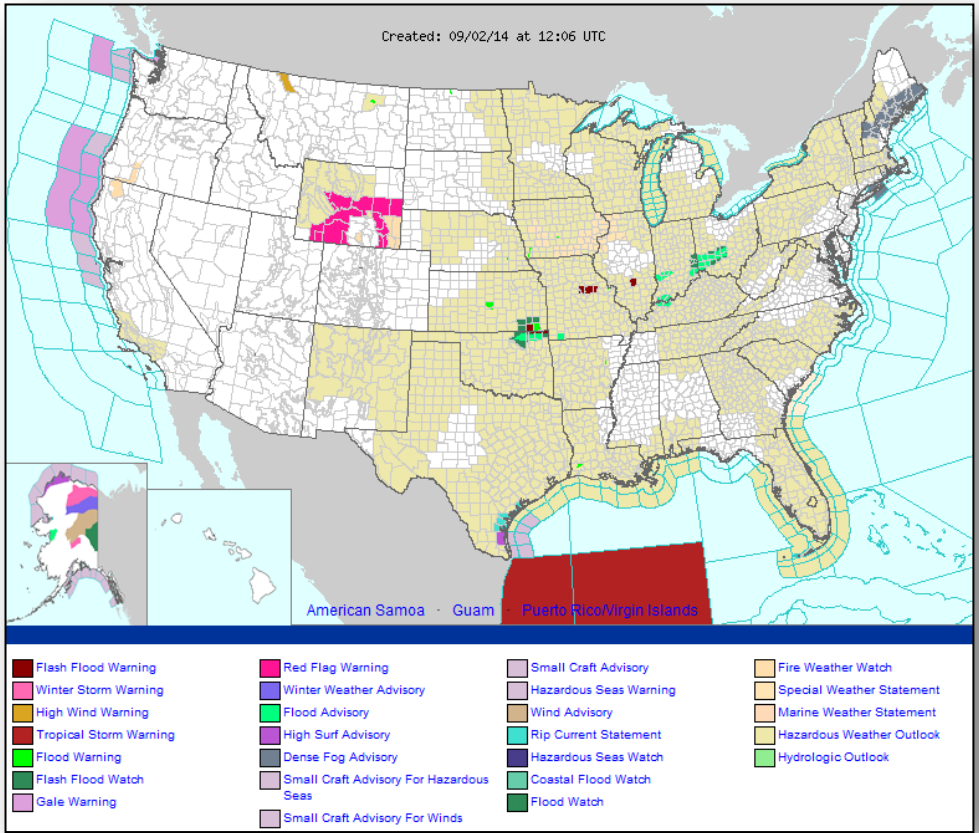 Created: 09/02/14 at 12:06 UTC
American Samoa · Guam · Puerto Rico/Virgin Islands
Flash Flood Warning
Winter Storm Warning
High Wind Warning
Tropical Storm Warning
Flood Warning
Flash Flood Watch
Gale Warning
Red Flag Warning
Winter Weather Advisory
Flood Advisory
High Surf Advisory
Dense Fog Advisory
Small Craft Advisory For Hazardous
Seas
Small Craft Advisory For Winds
Small Craft Advisory
Hazardous Seas Warning
Wind Advisory
Rip Current Statement
Hazardous Seas Watch
Coastal Flood Watch
Flood Watch
Fire Weather Watch
Special Weather Statement
Marine Weather Statement
Hazardous Weather Outlook
Hydrologic Outlook